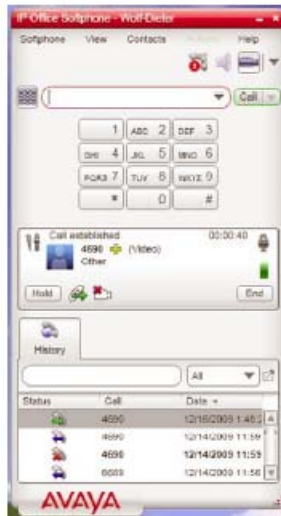 IP Office Softphone - Wolf-Dieter
Softphone View Contacts Help
Call
1 ABC 2 DEF 3
GHI 4 JKL 5 MNO 6
PQRS 7 TUV 8 WXYZ 9
* 0 #
Call established 00:00:40
4690 (Video)
Other
Hold End
History
All
Status Call Date
4690 12/16/2009 1:48:2
4690 12/14/2009 11:59
4690 12/14/2009 11:59
6689 12/14/2009 11:58
AVAYA